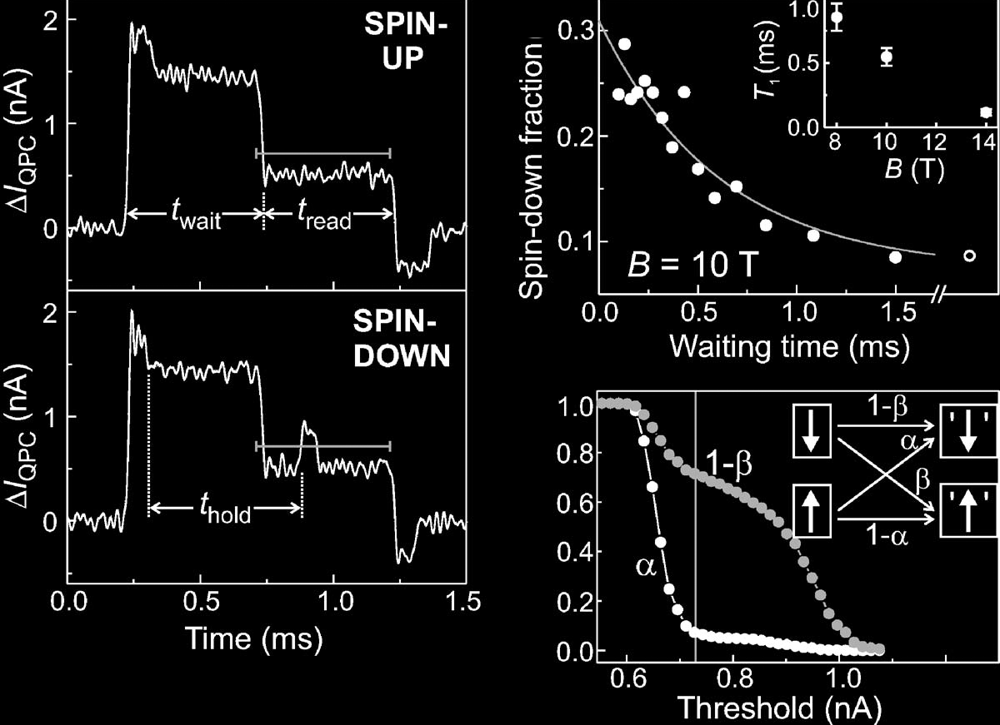 SPIN-
UP
ΔI_QPC (nA)
2
1
0
t_wait
t_read
SPIN-
DOWN
ΔI_QPC (nA)
2
1
0
t_hold
0.0 0.5 1.0 1.5
Time (ms)
Spin-down fraction
0.3
0.2
0.1
B = 10 T
0.0 0.5 1.0 1.5
Waiting time (ms)
T_1 (ms)
1.0
0.5
0.0
8 10 12 14
B (T)
1.0
0.8
0.6
0.4
0.2
0.0
1-β
α
1-β
α
β
1-α
' '
' '
0.6 0.8 1.0
Threshold (nA)